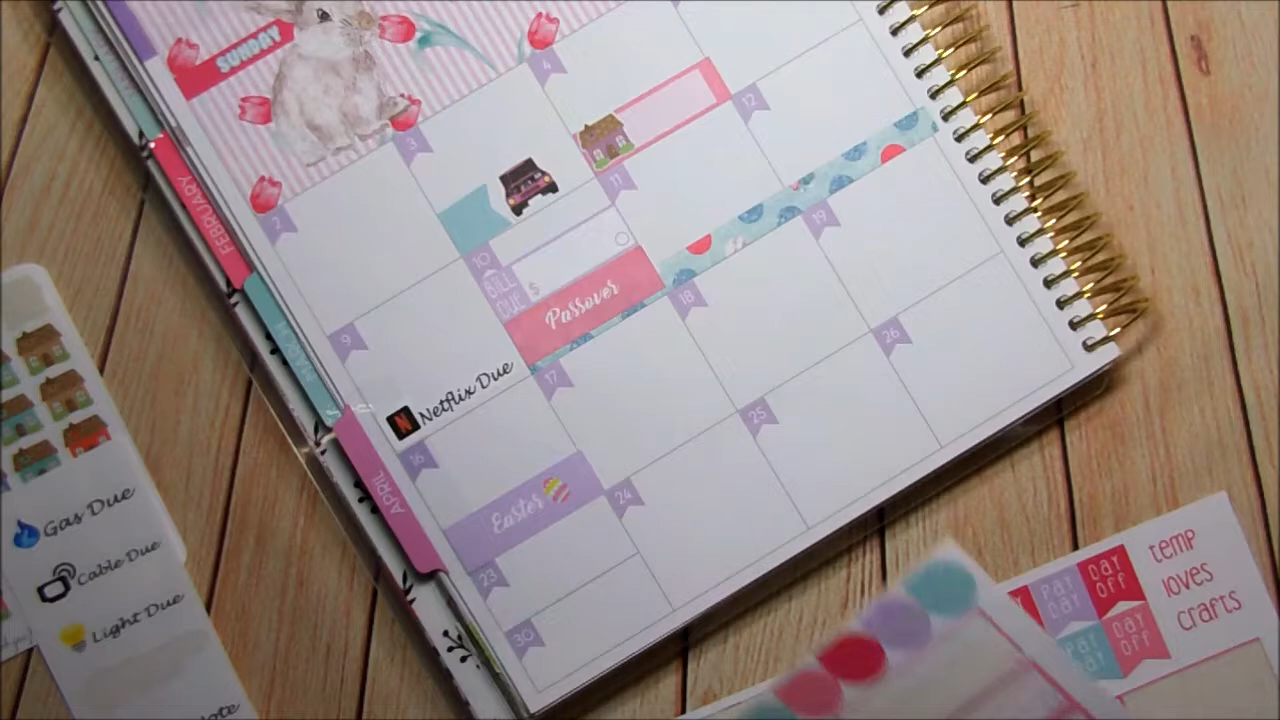 SUNDAY
4
3
12
2
11
FEBRUARY
10
19
BILL
DUE
$
Passover
18
MARCH
9
26
N Netflix Due
17
25
16
APRIL
Easter
24
23
30
Gas Due
Cable Due
Light Due
PAY
DAY
DAY
OFF
DAY
OFF
temp
loves
crafts